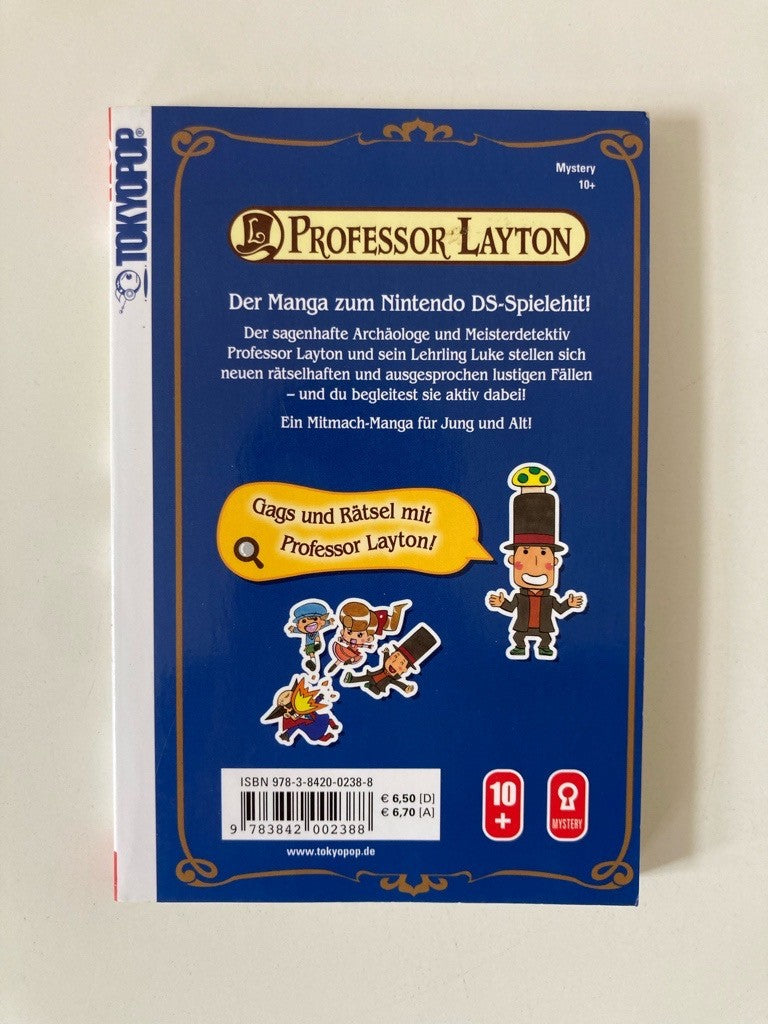 TOKYOPOP®
Mystery
10+
L PROFESSOR LAYTON
Der Manga zum Nintendo DS-Spielehit!
Der sagenhafte Archäologe und Meisterdetektiv
Professor Layton und sein Lehrling Luke stellen sich
neuen rätselhaften und ausgesprochen lustigen Fällen
– und du begleitest sie aktiv dabei!
Ein Mitmach-Manga für Jung und Alt!
Gags und Rätsel mit
Professor Layton!
ISBN 978-3-8420-0238-8
€ 6,50 [D]
€ 6,70 [A]
9 783842 002388
www.tokyopop.de
10
+
MYSTERY